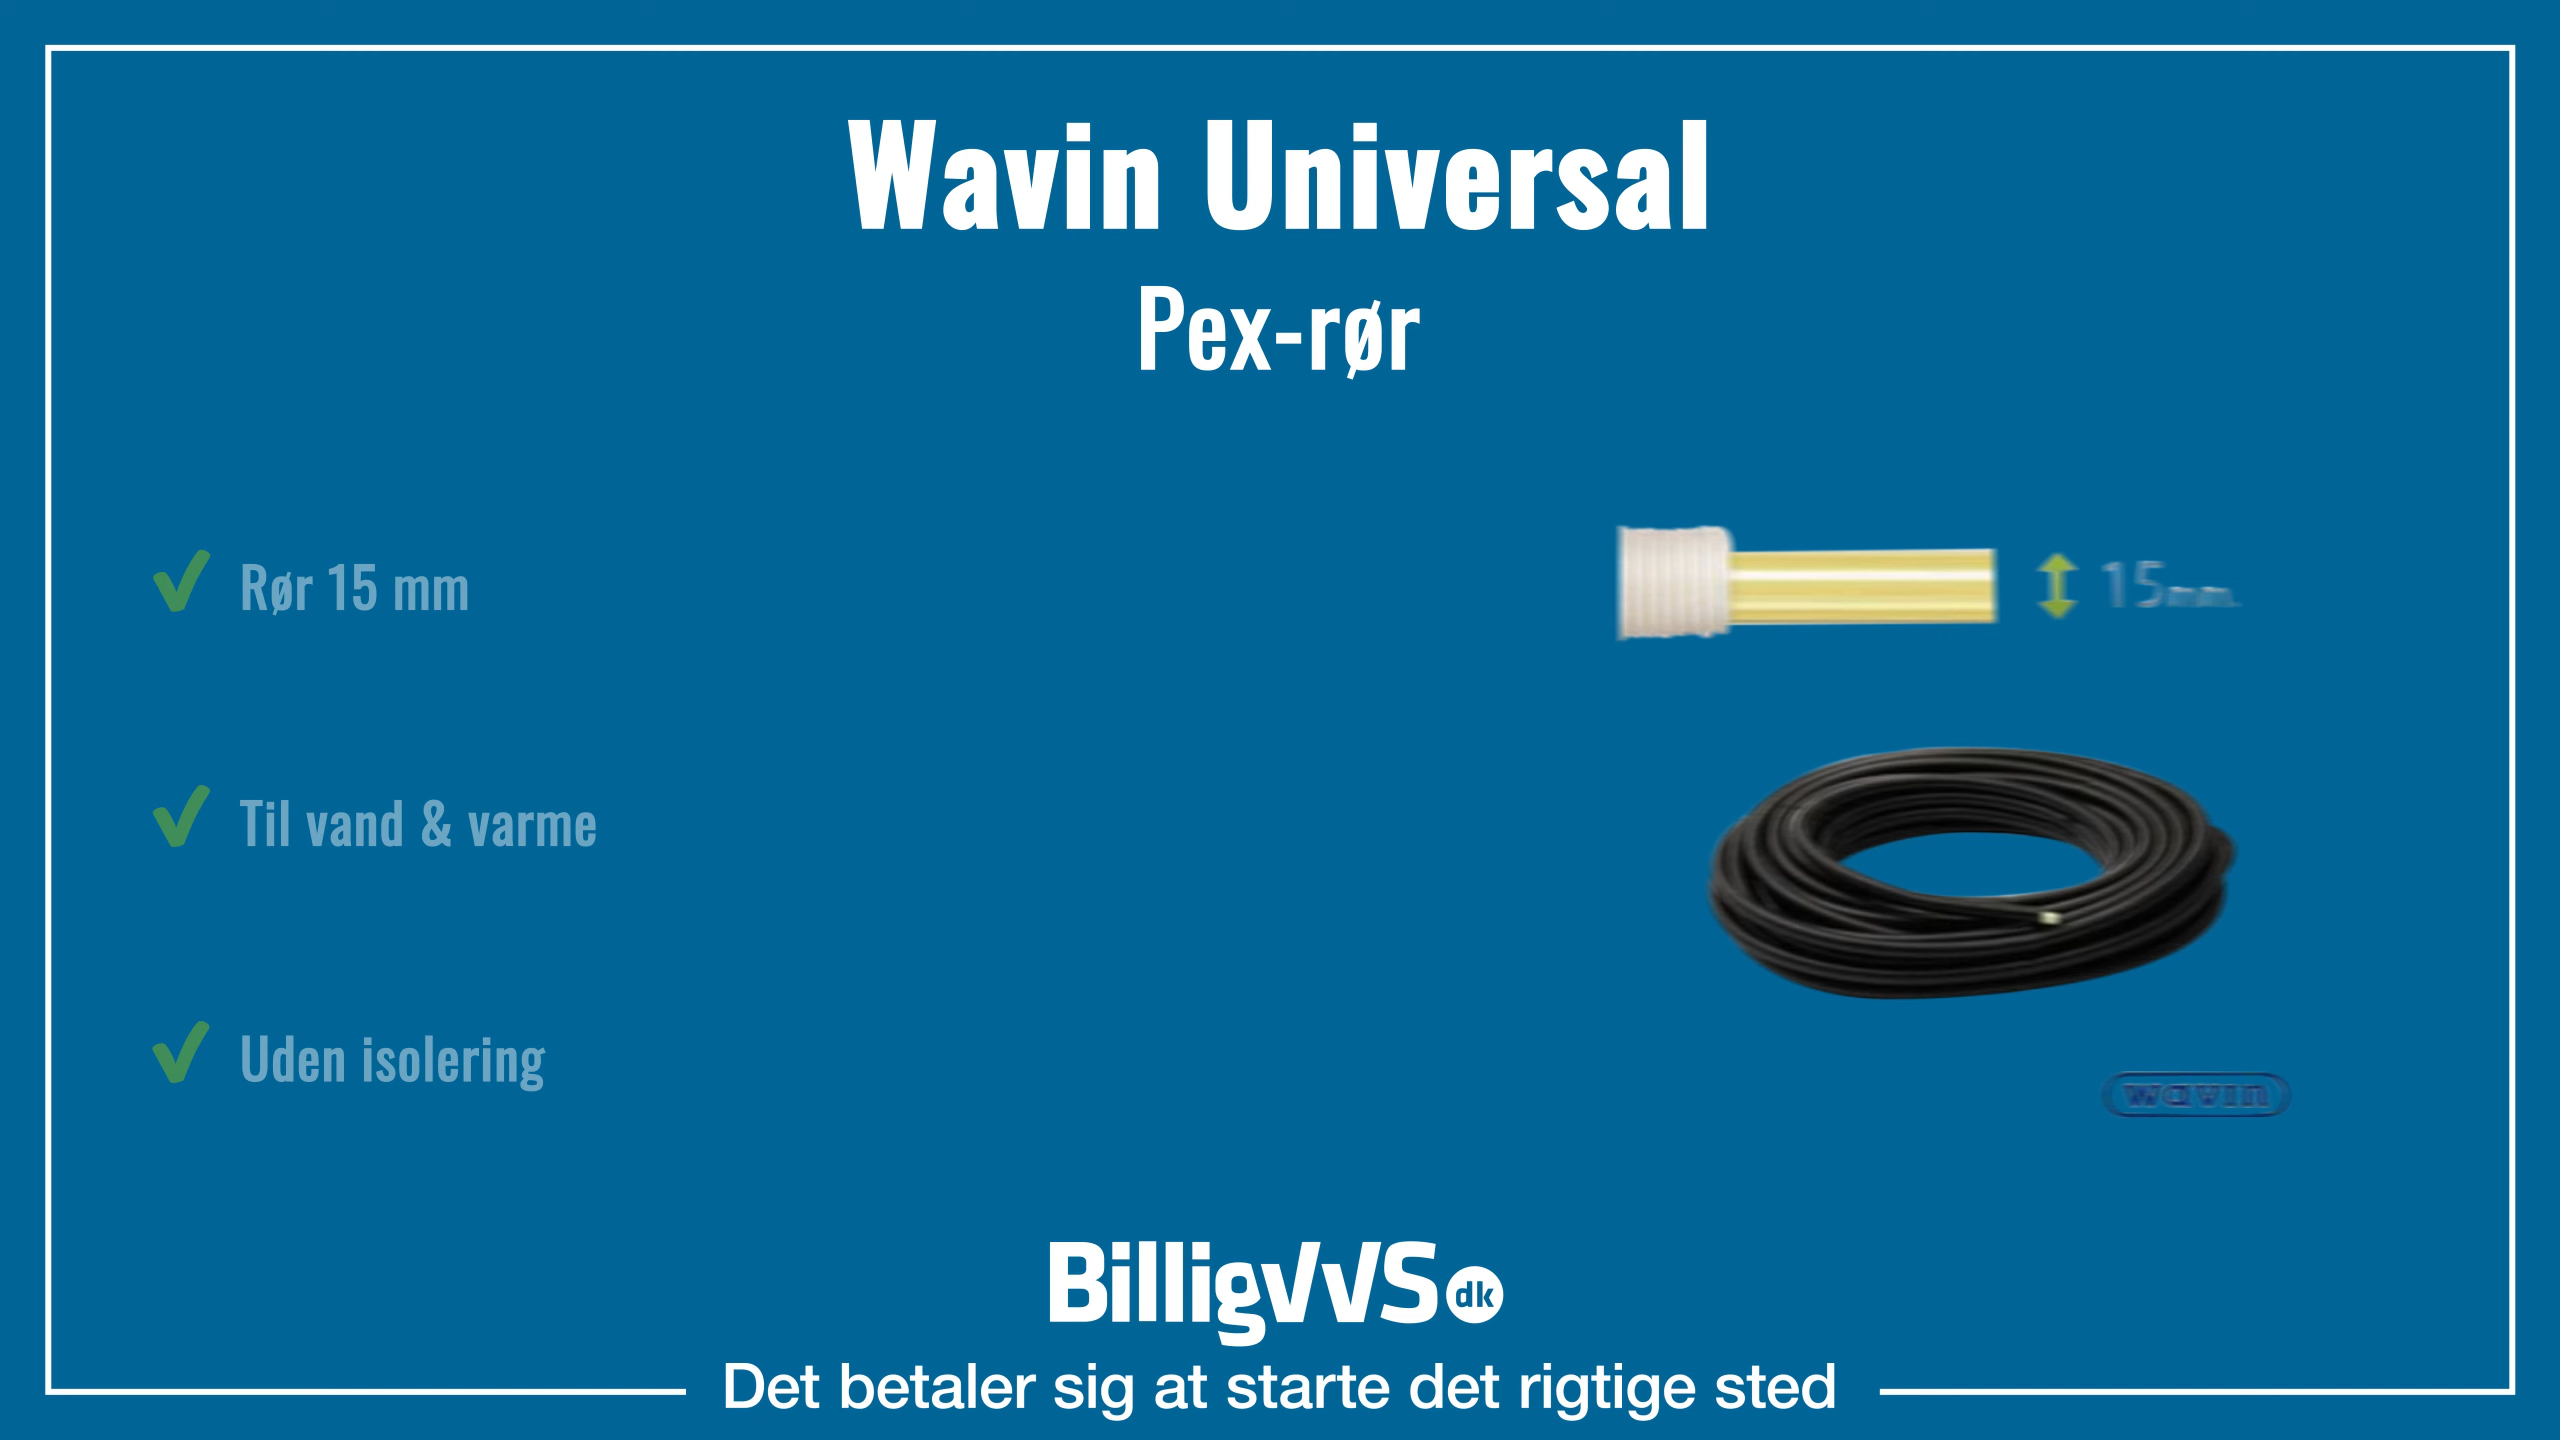 Wavin Universal
Pex-rør
Rør 15 mm
15mm.
Til vand & varme
Uden isolering
wavin
BilligVVS dk
Det betaler sig at starte det rigtige sted